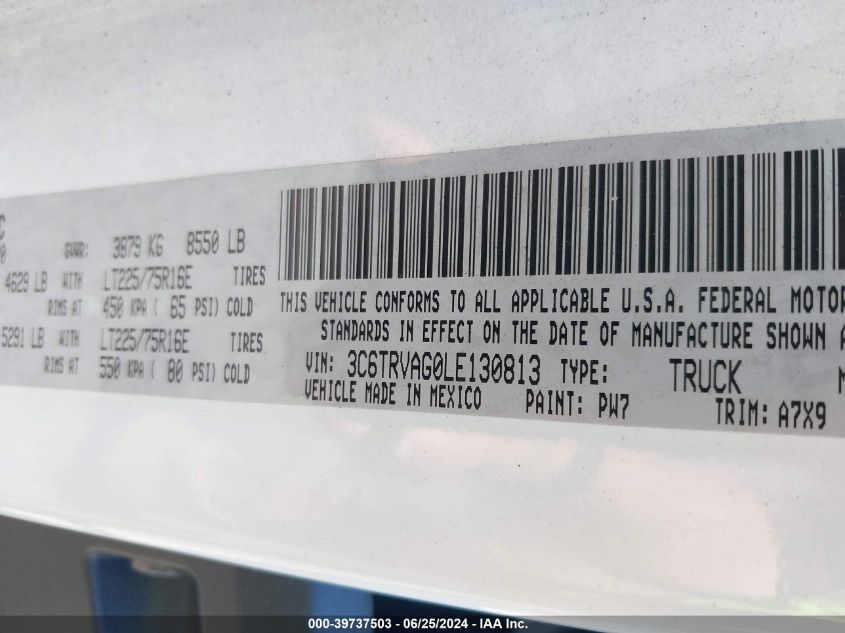 GVWR: 3879 KG 8550 LB
4629 LB WITH LT225/75R16E TIRES
RIMS AT 450 KPA ( 65 PSI) COLD
5291 LB WITH LT225/75R16E TIRES
RIMS AT 550 KPA ( 80 PSI) COLD
THIS VEHICLE CONFORMS TO ALL APPLICABLE U.S.A. FEDERAL MOTOR
STANDARDS IN EFFECT ON THE DATE OF MANUFACTURE SHOWN A
VIN: 3C6TRVAG0LE130813 TYPE: TRUCK M
VEHICLE MADE IN MEXICO PAINT: PW7 TRIM: A7X9
000-39737503 - 06/25/2024 - IAA Inc.